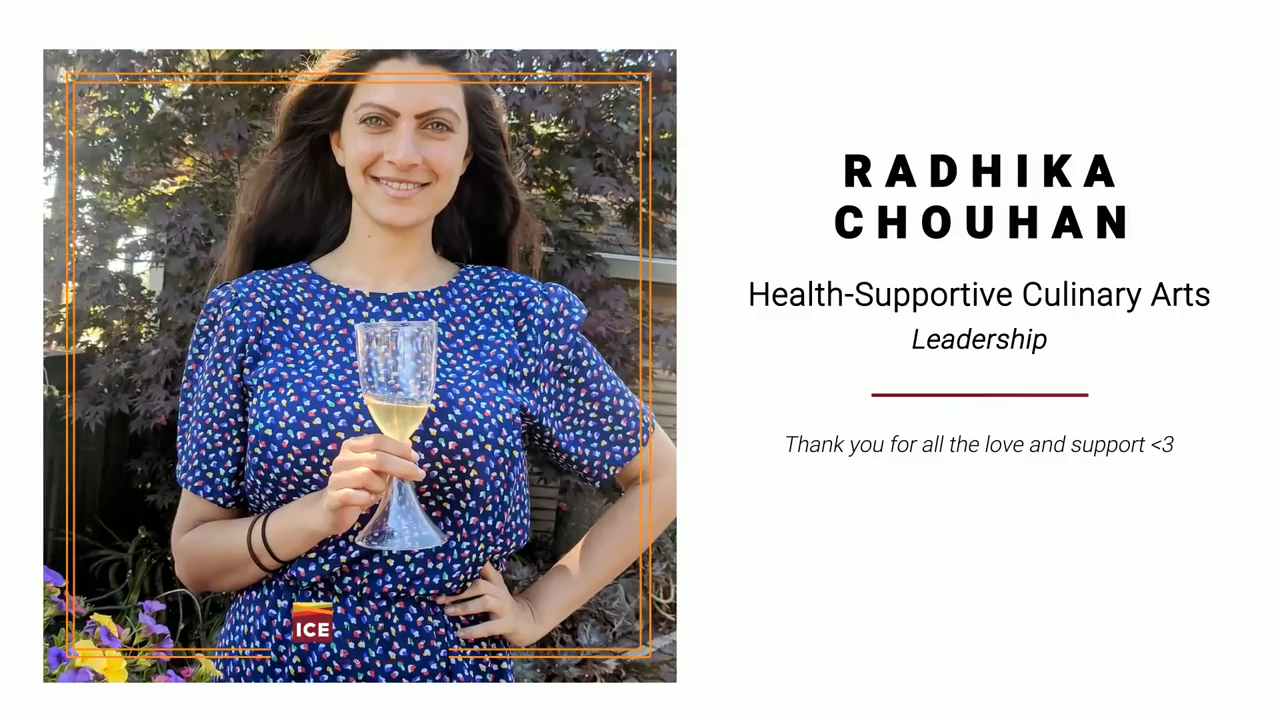 RADHIKA
CHOUHAN
Health-Supportive Culinary Arts
Leadership
Thank you for all the love and support <3
ICE